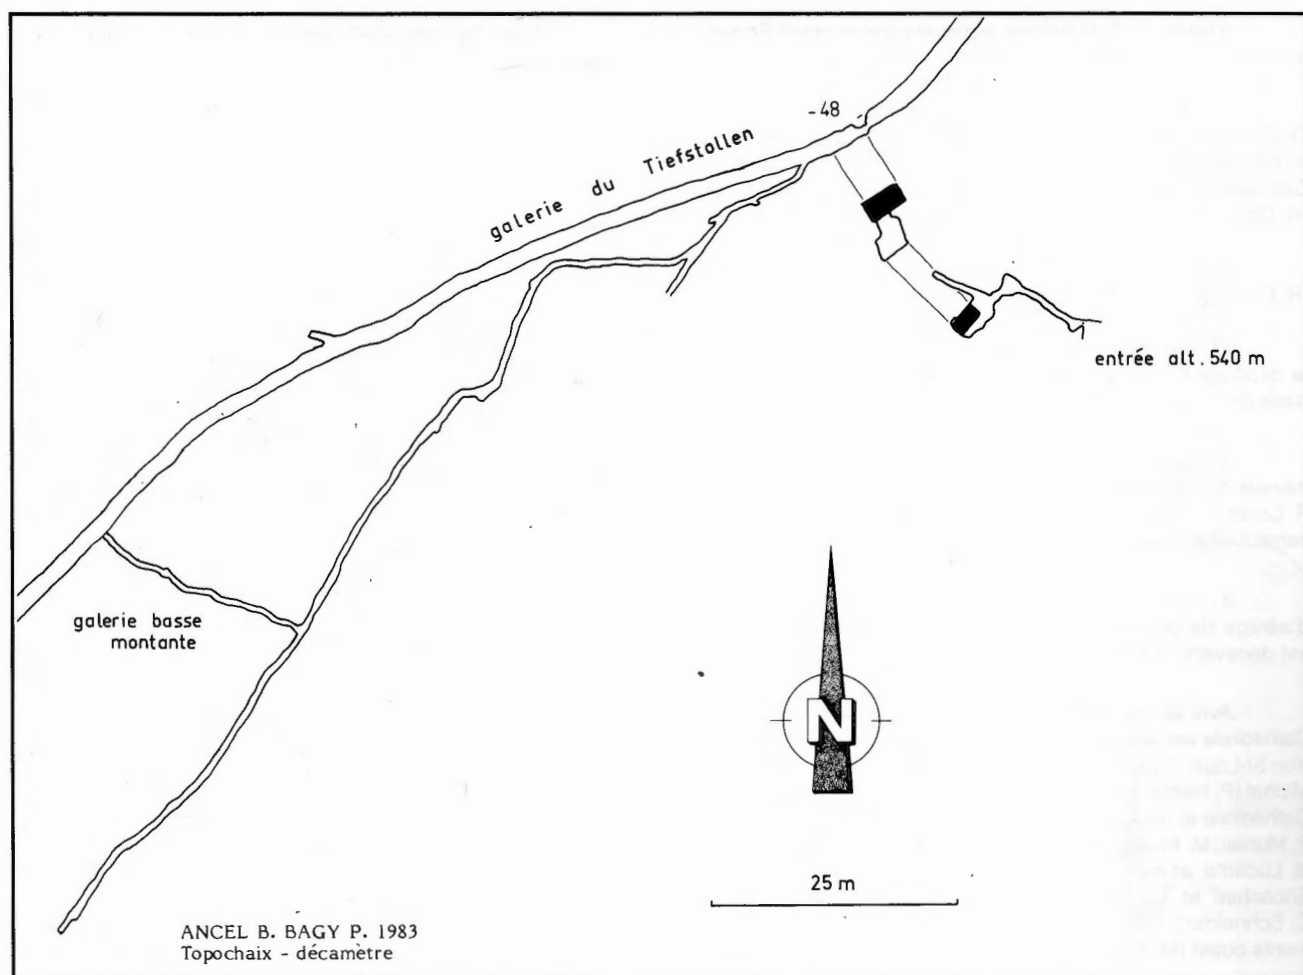 -48
galerie du Tiefstollen
entrée alt. 540 m
galerie basse
montante
N
25 m
ANCEL B. BAGY P. 1983
Topochaix - décamètre